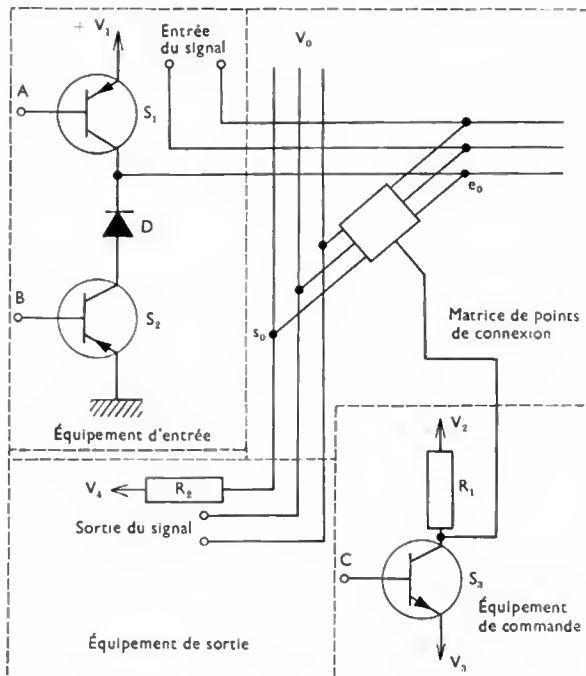 + V₁
Entrée
du signal
V₀
A
S₁
e₀
D
B
S₂
s₀
Matrice de points
de connexion
Équipement d'entrée
V₂
V₄
R₂
R₁
Sortie du signal
C
S₃
Équipement
de commande
Équipement de sortie
V₃